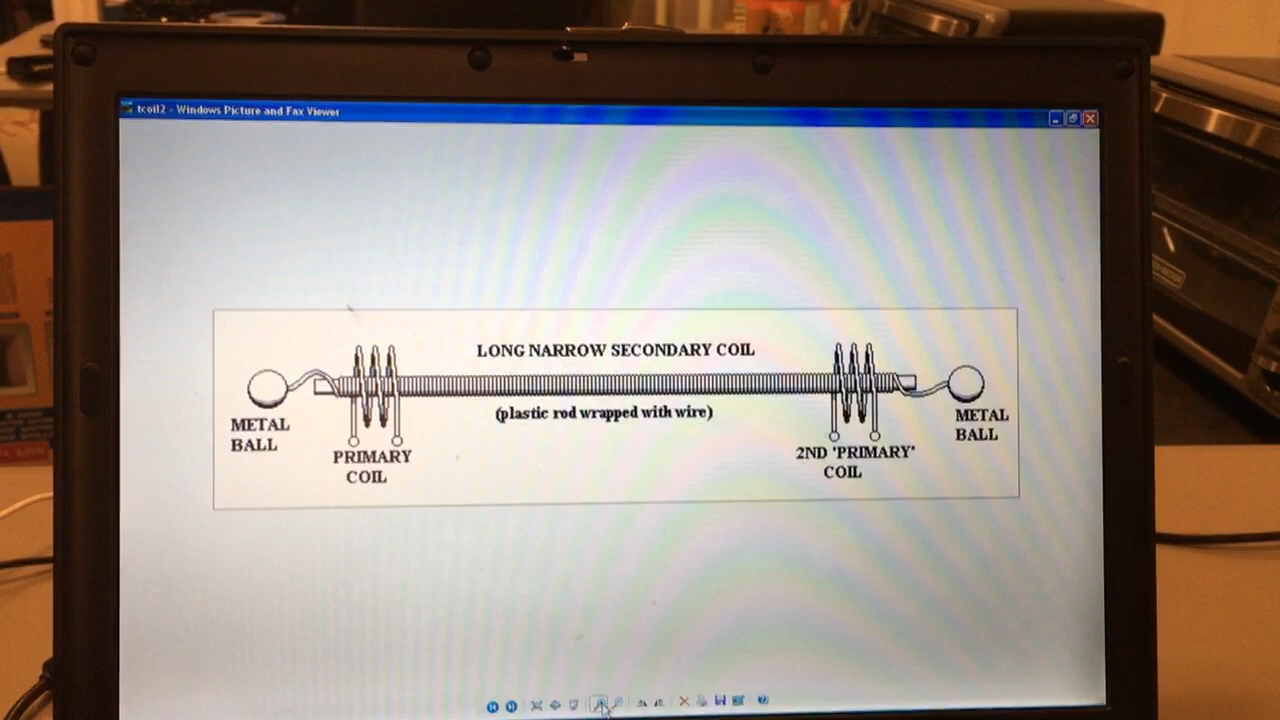 tcoil2 - Windows Picture and Fax Viewer
LONG NARROW SECONDARY COIL
(plastic rod wrapped with wire)
METAL
BALL
PRIMARY
COIL
2ND 'PRIMARY'
COIL
METAL
BALL